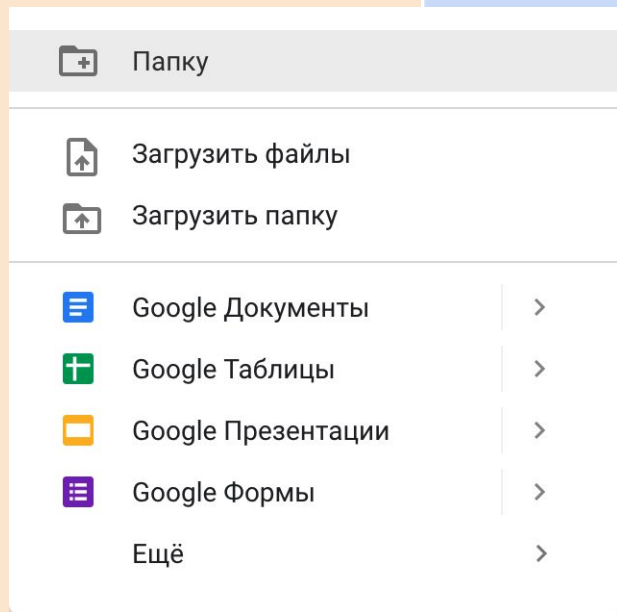 Папку
Загрузить файлы
Загрузить папку
Google Документы
Google Таблицы
Google Презентации
Google Формы
Ещё